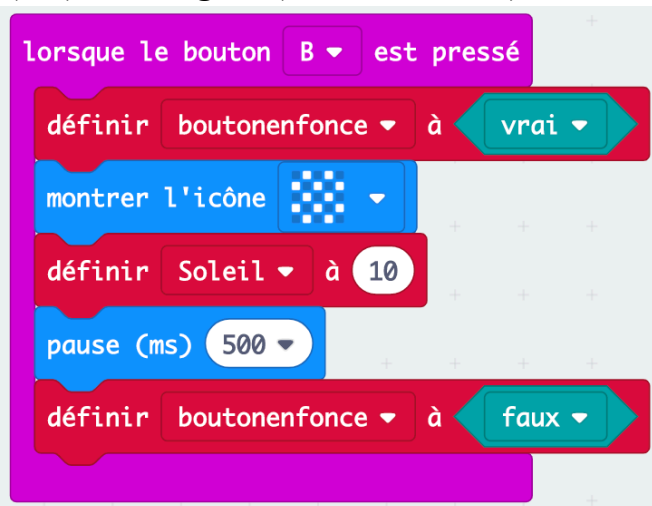 lorsque le bouton B est pressé
définir boutonenfonce à vrai
montrer l'icône
définir Soleil à 10
pause (ms) 500
définir boutonenfonce à faux